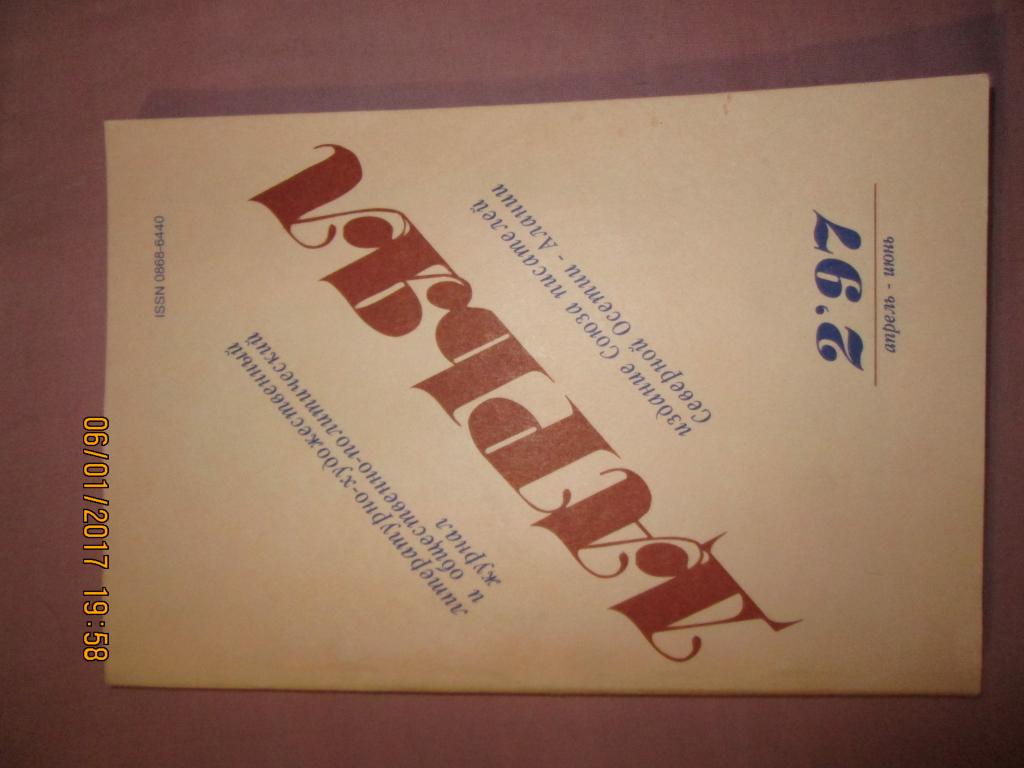 ISSN 0868-6440
литературно-художественный
и общественно-политический
журнал
Дарьял
издание Союза писателей
Северной Осетии - Алании
2'97
апрель - июнь
06/01/2017 19:58